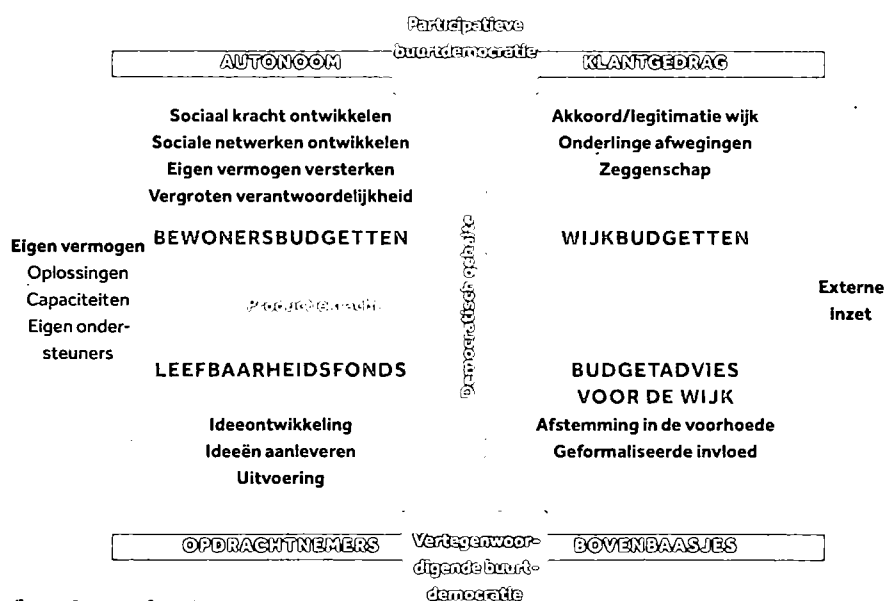 Participatieve
buurtdemocratie
AUTONOOM
KLANTGEDRAG
Sociaal kracht ontwikkelen
Sociale netwerken ontwikkelen
Eigen vermogen versterken
Vergroten verantwoordelijkheid
Akkoord/legitimatie wijk
Onderlinge afwegingen
Zeggenschap
BEWONERSBUDGETTEN
WIJKBUDGETTEN
Eigen vermogen
Oplossingen
Capaciteiten
Eigen onder-
steuners
Democratisch gehalte
Externe
inzet
LEEFBAARHEIDSFONDS
BUDGETADVIES
VOOR DE WIJK
Ideeontwikkeling
Ideeën aanleveren
Uitvoering
Afstemming in de voorhoede
Geformaliseerde invloed
OPDRACHTNEMERS
Vertegenwoor-
digende buurt-
democratie
BOVENBAASJES